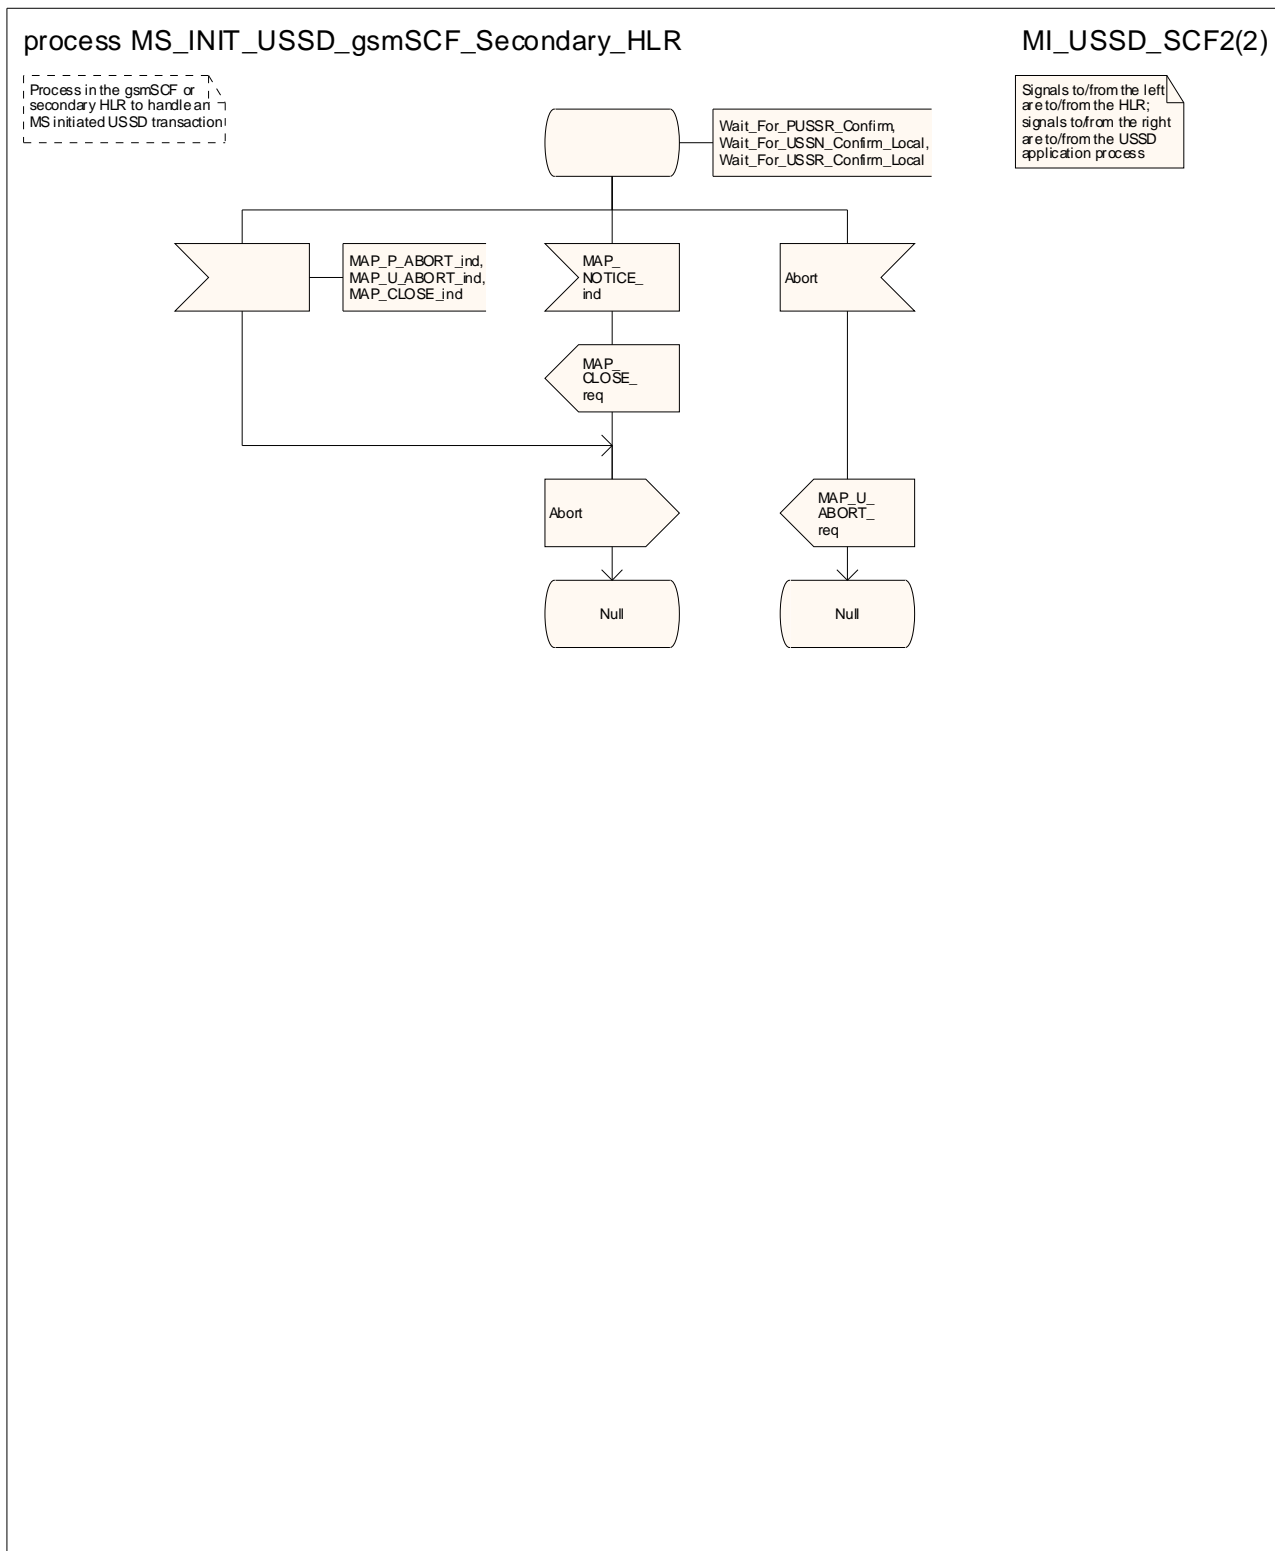 process MS_INIT_USSD_gsmSCF_Secondary_HLR
MI_USSD_SCF2(2)
Process in the gsmSCF or
secondary HLR to handle an
MS initiated USSD transaction
Signals to/from the left
are to/from the HLR;
signals to/from the right
are to/from the USSD
application process
Wait_For_PUSSR_Confirm,
Wait_For_USSN_Confirm_Local,
Wait_For_USSR_Confirm_Local
MAP_P_ABORT_ind,
MAP_U_ABORT_ind,
MAP_CLOSE_ind
MAP_
NOTICE_
ind
Abort
MAP_
CLOSE_
req
Abort
MAP_U_
ABORT_
req
Null
Null